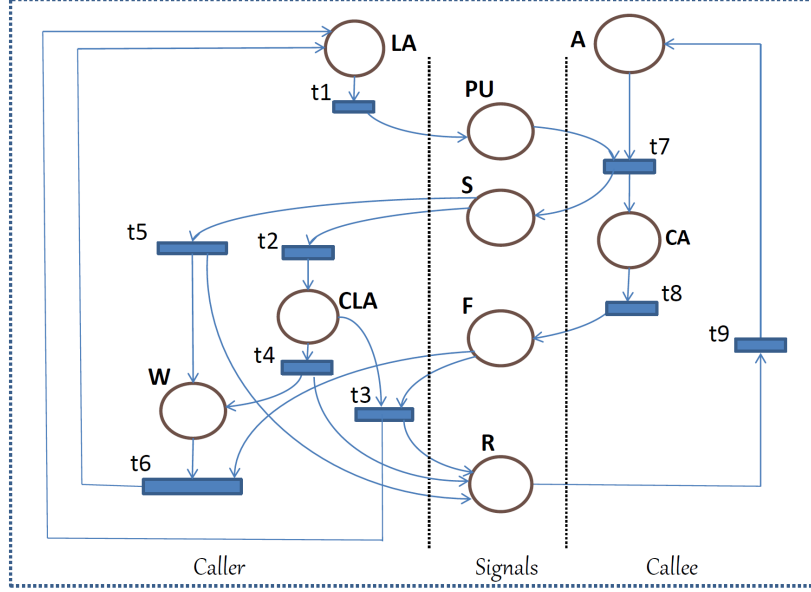 LA
A
t1
PU
t7
S
t5
t2
CA
CLA
F
t8
t9
t4
W
t3
R
t6
Caller
Signals
Callee